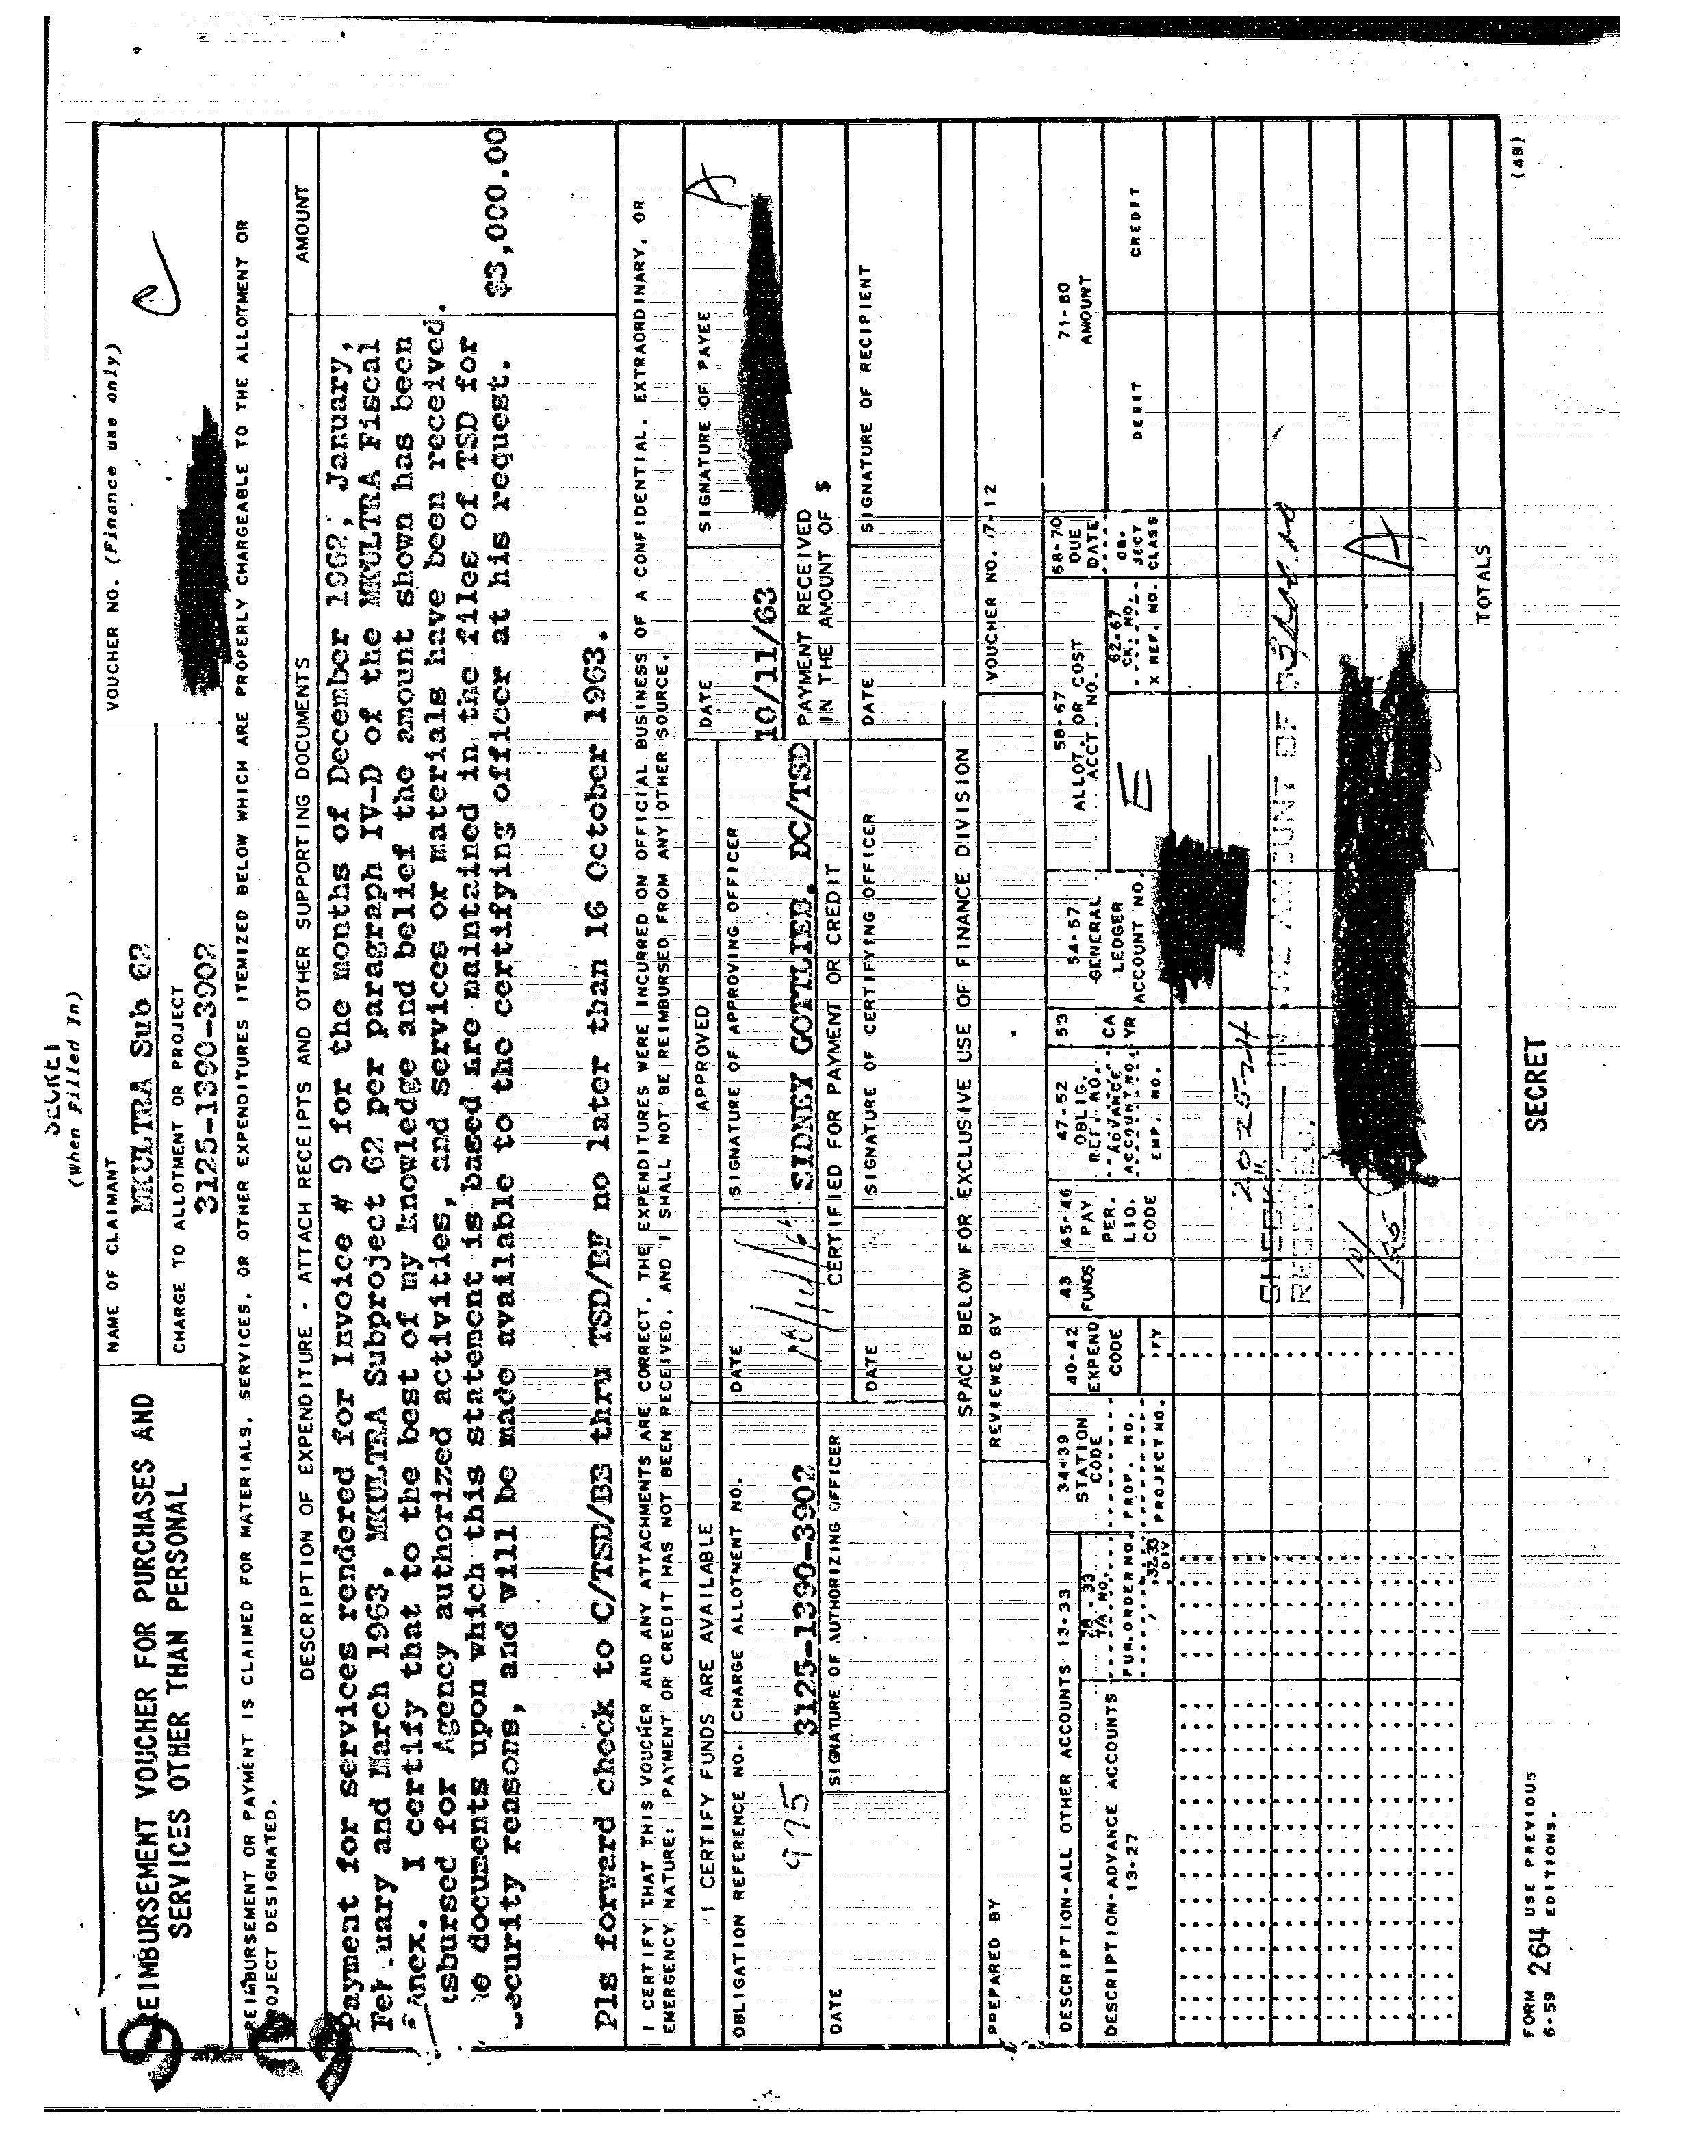 SECRET
(When Filled In)
REIMBURSEMENT VOUCHER FOR PURCHASES AND
SERVICES OTHER THAN PERSONAL
NAME OF CLAIMANT
MKULTRA Sub 62
VOUCHER NO. (Finance use only)
CHARGE TO ALLOTMENT OR PROJECT
3125-1390-3902
REIMBURSEMENT OR PAYMENT IS CLAIMED FOR MATERIALS, SERVICES, OR OTHER EXPENDITURES ITEMIZED BELOW WHICH ARE PROPERLY CHARGEABLE TO THE ALLOTMENT OR
PROJECT DESIGNATED.
DESCRIPTION OF EXPENDITURE - ATTACH RECEIPTS AND OTHER SUPPORTING DOCUMENTS
AMOUNT
Payment for services rendered for Invoice # 9 for the months of December 1962, January,
February and March 1963, MKULTRA Subproject 62 per paragraph IV-D of the MKULTRA Fiscal
Annex. I certify that to the best of my knowledge and belief the amount shown has been
disbursed for Agency authorized activities, and services or materials have been received.
The documents upon which this statement is based are maintained in the files of TSD for
security reasons, and will be made available to the certifying officer at his request.
$3,000.00
Pls forward check to C/TSD/BB thru TSD/BF no later than 16 October 1963.
I CERTIFY THAT THIS VOUCHER AND ANY ATTACHMENTS ARE CORRECT, THE EXPENDITURES WERE INCURRED ON OFFICIAL BUSINESS OF A CONFIDENTIAL, EXTRAORDINARY, OR
EMERGENCY NATURE; PAYMENT OR CREDIT HAS NOT BEEN RECEIVED, AND I SHALL NOT BE REIMBURSED FROM ANY OTHER SOURCE.
I CERTIFY FUNDS ARE AVAILABLE
APPROVED
DATE
SIGNATURE OF PAYEE
A
OBLIGATION REFERENCE NO.
CHARGE ALLOTMENT NO.
DATE
SIGNATURE OF APPROVING OFFICER
975
3125-1390-3902
SIDNEY GOTTLIEB, DC/TSD
10/11/63
DATE
SIGNATURE OF AUTHORIZING OFFICER
CERTIFIED FOR PAYMENT OR CREDIT
PAYMENT RECEIVED
IN THE AMOUNT OF $
DATE
SIGNATURE OF CERTIFYING OFFICER
DATE
SIGNATURE OF RECIPIENT
SPACE BELOW FOR EXCLUSIVE USE OF FINANCE DIVISION
PREPARED BY
REVIEWED BY
VOUCHER NO. 7-12
DESCRIPTION-ALL OTHER ACCOUNTS 13-33
34-39
STATION
CODE
40-42
EXPEND
CODE
43
FUNDS
45-46
PAY
PER.
LIQ.
CODE
47-52
OBLIG.
REF. NO.
ADVANCE
ACCOUNT NO.
EMP. NO.
53
CA
YR
54-57
GENERAL
LEDGER
ACCOUNT NO.
58-67
ALLOT. OR COST
ACCT. NO.
62-67
CK. NO.
X REF. NO.
68-70
DUE
DATE
OB-
JECT
CLASS
71-80
AMOUNT
DESCRIPTION-ADVANCE ACCOUNTS
13-27
28 - 33
T/A NO.
PUR.ORDER NO.
32-33
DIV
PROP. NO.
PROJECT NO.
FY
E
DEBIT
CREDIT
IN THE AMOUNT OF
A
TOTALS
FORM 264 USE PREVIOUS
6-59 EDITIONS.
SECRET
(49)